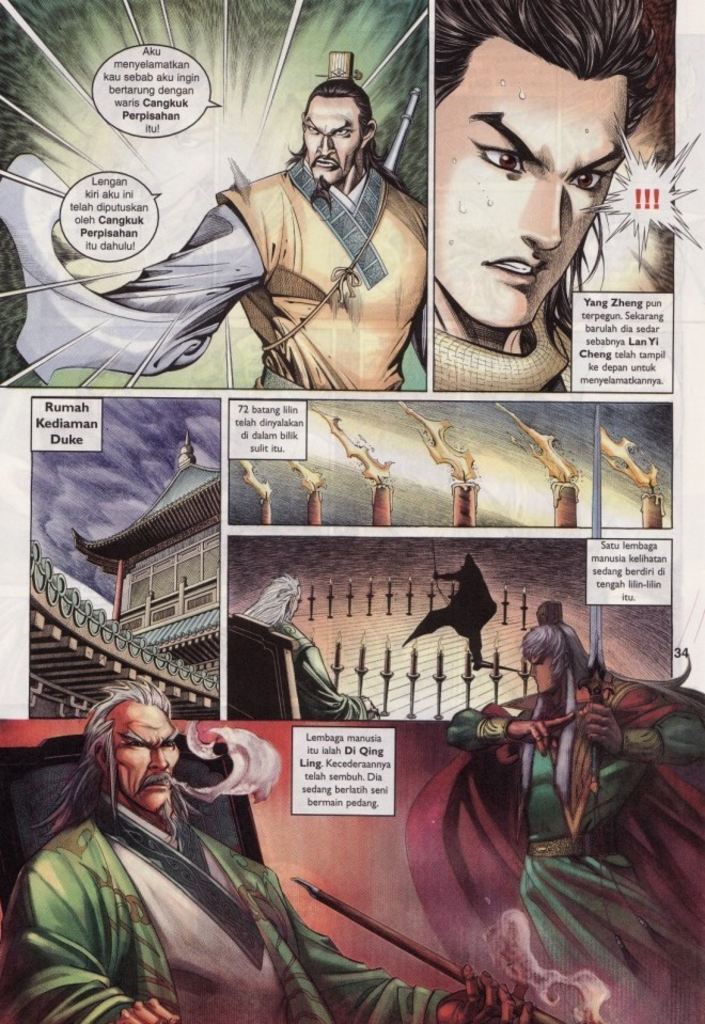 Aku
menyelamatkan
kau sebab aku ingin
bertarung dengan
waris Cangkuk
Perpisahan
itu!
Lengan
kiri aku ini
telah diputuskan
oleh Cangkuk
Perpisahan
itu dahulu!
!!!
Yang Zheng pun
terpegun. Sekarang
barulah dia sedar
sebabnya Lan Yi
Cheng telah tampil
ke depan untuk
menyelamatkannya.
Rumah
Kediaman
Duke
72 batang lilin
telah dinyalakan
di dalam bilik
sulit itu.
Satu lembaga
manusia kelihatan
sedang berdiri di
tengah lilin-lilin
itu.
34
Lembaga manusia
itu ialah Di Qing
Ling. Kecederaannya
telah sembuh. Dia
sedang berlatih seni
bermain pedang.